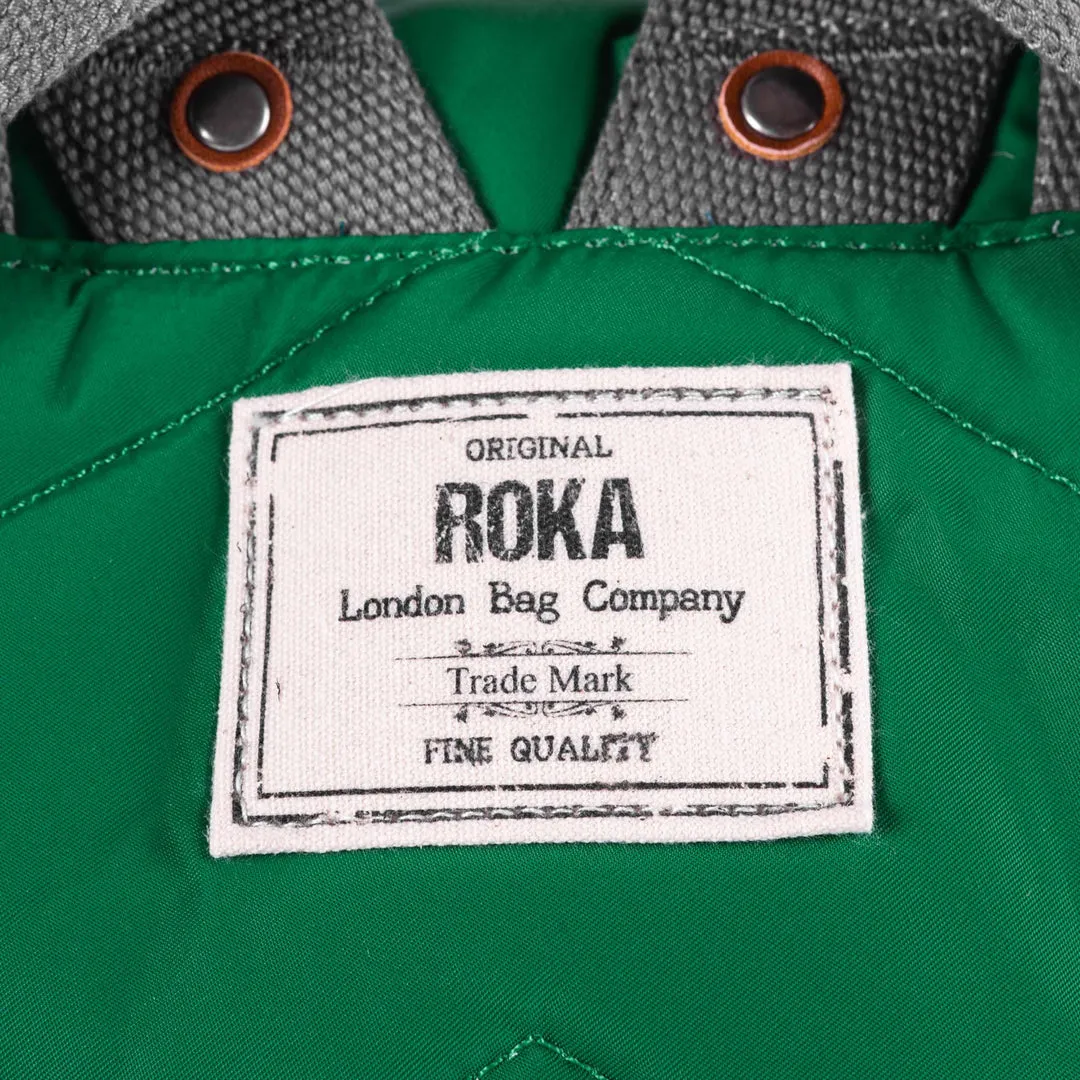 ORIGINAL
ROKA
London Bag Company
Trade Mark
FINE QUALITY